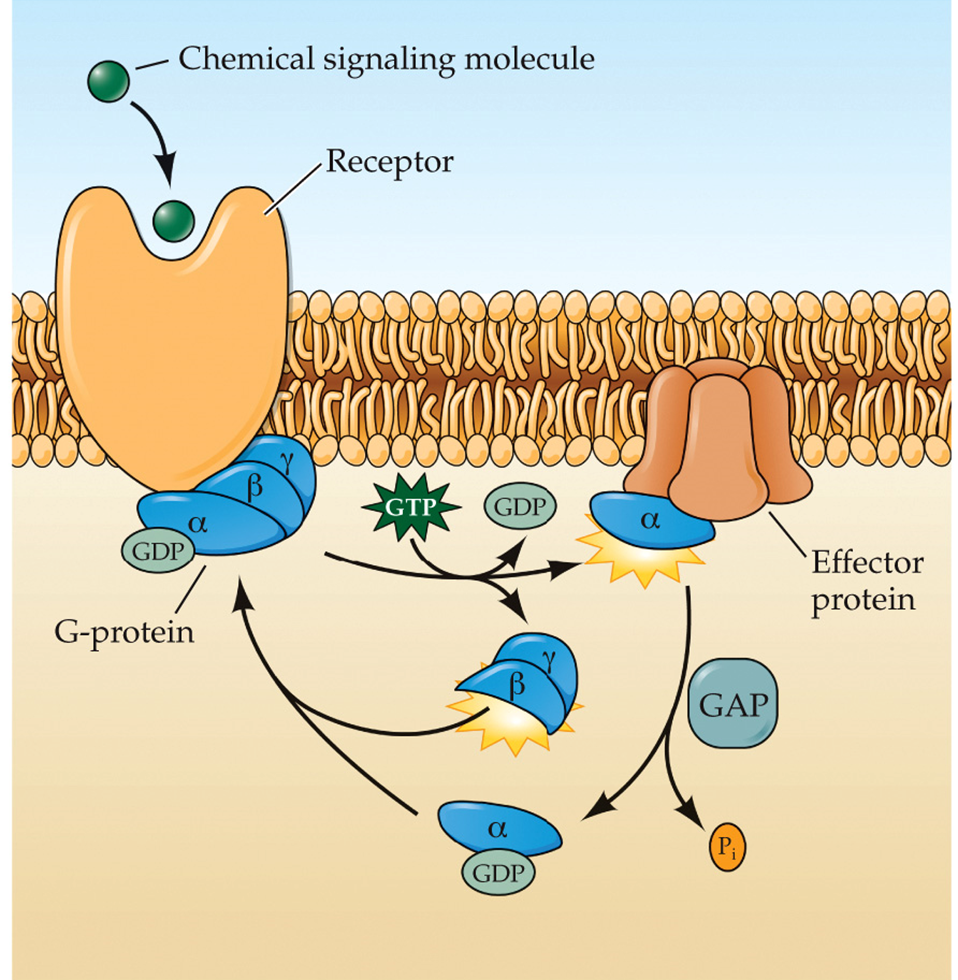 Chemical signaling molecule
Receptor
γ
β
α
GDP
GTP
GDP
α
Effector
protein
G-protein
γ
β
GAP
α
GDP
Pi